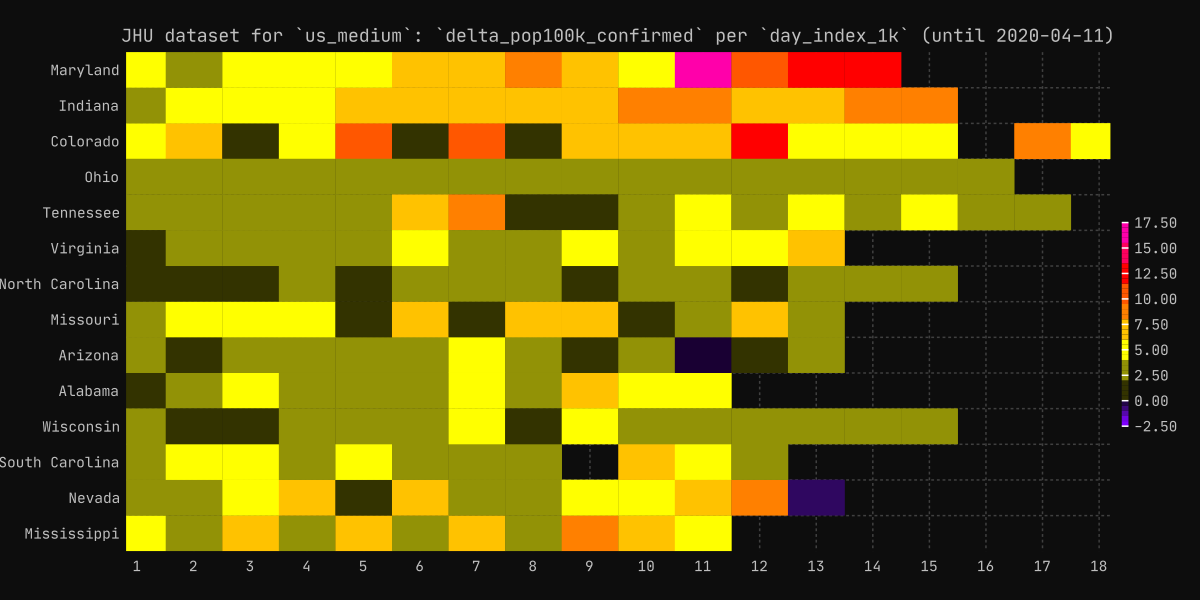 JHU dataset for `us_medium`: `delta_pop100k_confirmed` per `day_index_1k` (until 2020-04-11)
Maryland
Indiana
Colorado
Ohio
Tennessee
Virginia
North Carolina
Missouri
Arizona
Alabama
Wisconsin
South Carolina
Nevada
Mississippi
1 2 3 4 5 6 7 8 9 10 11 12 13 14 15 16 17 18
17.50
15.00
12.50
10.00
7.50
5.00
2.50
0.00
−2.50